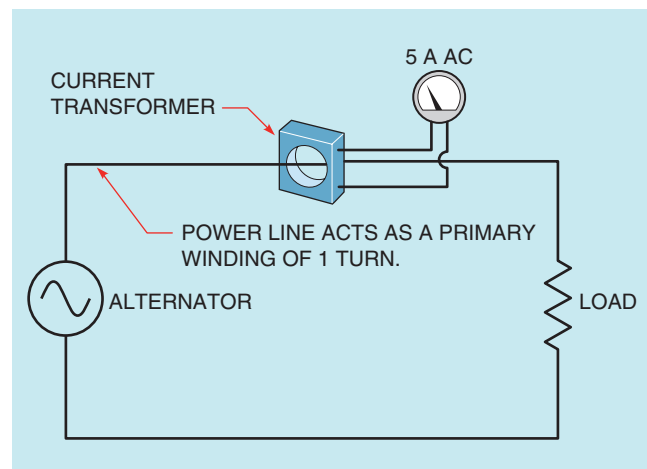 5 A AC
CURRENT
TRANSFORMER
POWER LINE ACTS AS A PRIMARY
WINDING OF 1 TURN.
ALTERNATOR
LOAD